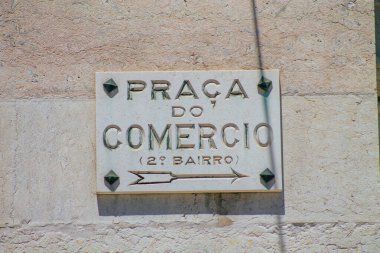 PRAÇA
DO
COMERCIO
(2º BAIRRO)